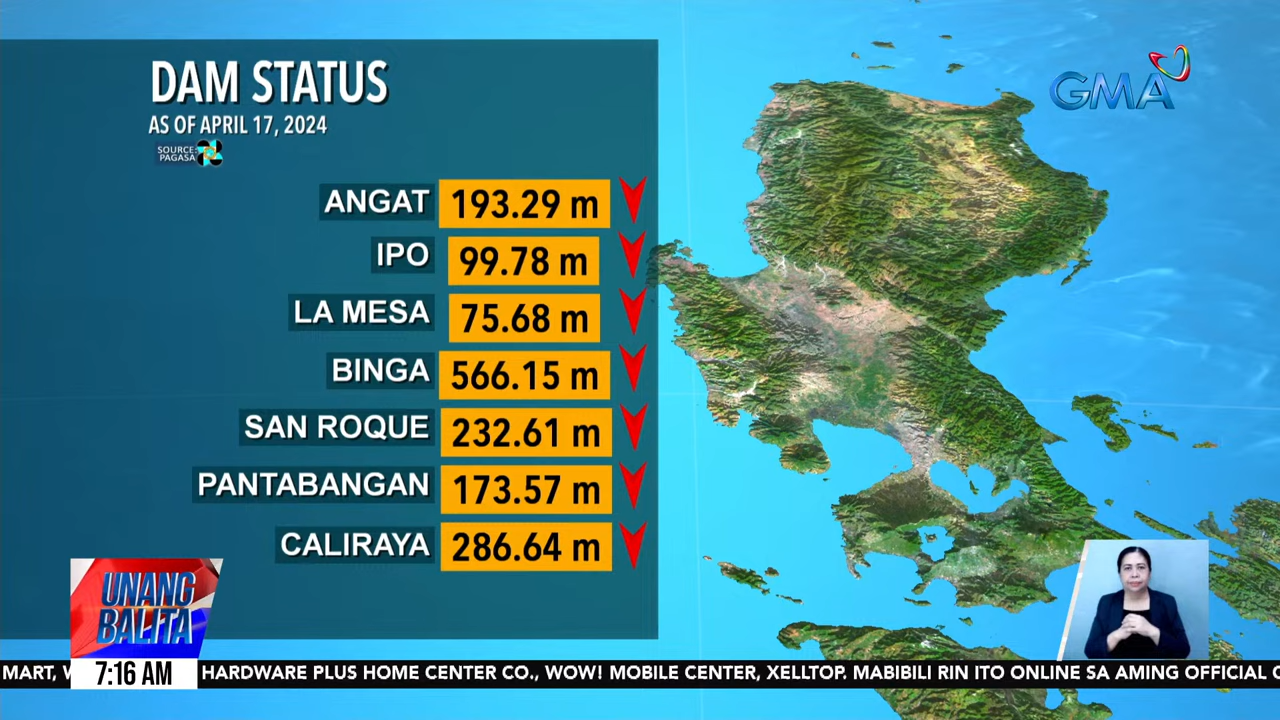 DAM STATUS
AS OF APRIL 17, 2024
SOURCE:
PAGASA
GMA
ANGAT 193.29 m
IPO 99.78 m
LA MESA 75.68 m
BINGA 566.15 m
SAN ROQUE 232.61 m
PANTABANGAN 173.57 m
CALIRAYA 286.64 m
UNANG
BALITA
7:16 AM
MART, HARDWARE PLUS HOME CENTER CO., WOW! MOBILE CENTER, XELLTOP. MABIBILI RIN ITO ONLINE SA AMING OFFICIAL